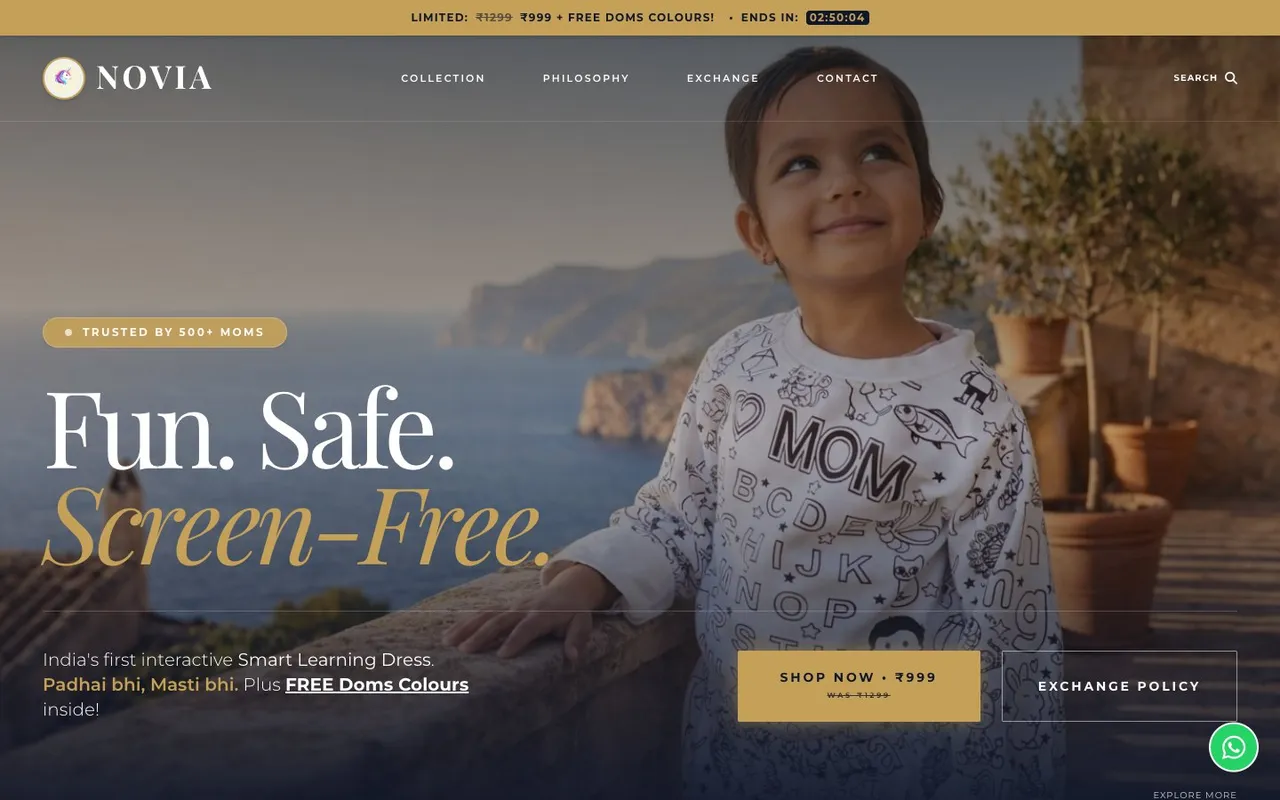 LIMITED: ₹1299 ₹999 + FREE DOMS COLOURS! • ENDS IN: 02:50:04
NOVIA
COLLECTION
PHILOSOPHY
EXCHANGE
CONTACT
SEARCH
TRUSTED BY 500+ MOMS
Fun. Safe.
Screen-Free.
MOM
B C D E
H I J K
N O P
India's first interactive Smart Learning Dress.
Padhai bhi, Masti bhi. Plus FREE Doms Colours
inside!
SHOP NOW • ₹999
WAS ₹1299
EXCHANGE POLICY
EXPLORE MORE